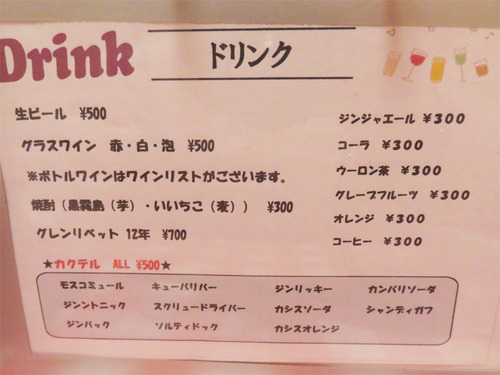 Drink ドリンク
生ビール ¥500
グラスワイン 赤・白・泡 ¥500
※ボトルワインはワインリストがございます。
焼酎(黒霧島(芋)・いいちこ(麦)) ¥300
グレンリベット 12年 ¥700
ジンジャエール ¥300
コーラ ¥300
ウーロン茶 ¥300
グレープフルーツ ¥300
オレンジ ¥300
コーヒー ¥300
★カクテル ALL ¥500★
モスコミュール キューバリバー ジンリッキー カンパリソーダ
ジンントニック スクリュードライバー カシスソーダ シャンディガフ
ジンバック ソルティドック カシスオレンジ